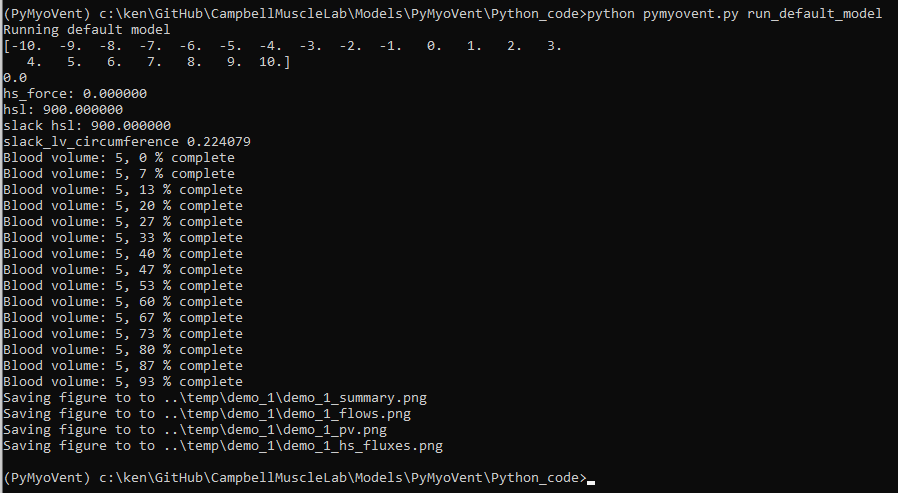 (PyMyoVent) c:\ken\GitHub\CampbellMuscleLab\Models\PyMyoVent\Python_code>python pymyovent.py run_default_model
Running default model
[-10.  -9.  -8.  -7.  -6.  -5.  -4.  -3.  -2.  -1.   0.   1.   2.   3.
   4.   5.   6.   7.   8.   9.  10.]
0.0
hs_force: 0.000000
hsl: 900.000000
slack hsl: 900.000000
slack_lv_circumference 0.224079
Blood volume: 5, 0 % complete
Blood volume: 5, 7 % complete
Blood volume: 5, 13 % complete
Blood volume: 5, 20 % complete
Blood volume: 5, 27 % complete
Blood volume: 5, 33 % complete
Blood volume: 5, 40 % complete
Blood volume: 5, 47 % complete
Blood volume: 5, 53 % complete
Blood volume: 5, 60 % complete
Blood volume: 5, 67 % complete
Blood volume: 5, 73 % complete
Blood volume: 5, 80 % complete
Blood volume: 5, 87 % complete
Blood volume: 5, 93 % complete
Saving figure to to ..\temp\demo_1\demo_1_summary.png
Saving figure to to ..\temp\demo_1\demo_1_flows.png
Saving figure to to ..\temp\demo_1\demo_1_pv.png
Saving figure to to ..\temp\demo_1\demo_1_hs_fluxes.png
(PyMyoVent) c:\ken\GitHub\CampbellMuscleLab\Models\PyMyoVent\Python_code>